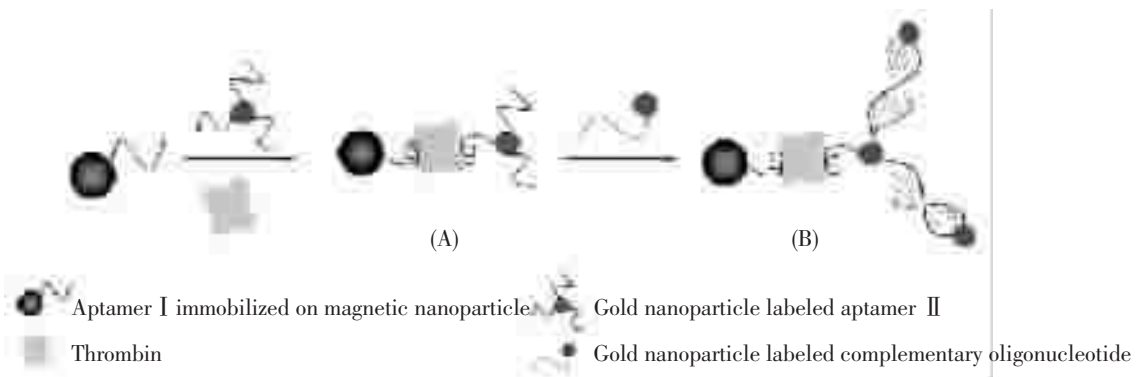 (A) (B)
Aptamer Ⅰ immobilized on magnetic nanoparticle Gold nanoparticle labeled aptamer Ⅱ
Thrombin Gold nanoparticle labeled complementary oligonucleotide